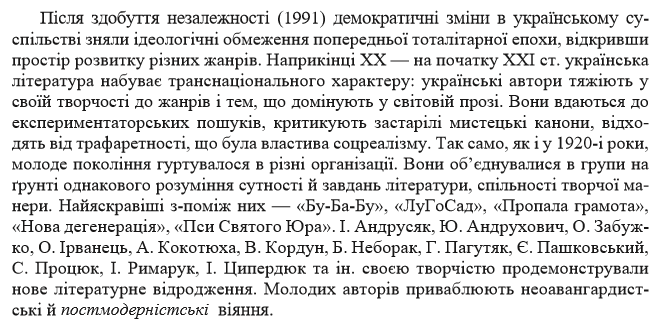 Після здобуття незалежності (1991) демократичні зміни в українському су-
спільстві зняли ідеологічні обмеження попередньої тоталітарної епохи, відкривши
простір розвитку різних жанрів. Наприкінці ХХ — на початку ХХІ ст. українська
література набуває транснаціонального характеру: українські автори тяжіють у
своїй творчості до жанрів і тем, що домінують у світовій прозі. Вони вдаються до
експериментаторських пошуків, критикують застарілі мистецькі канони, відхо-
дять від трафаретності, що була властива соцреалізму. Так само, як і у 1920-і роки,
молоде покоління гуртувалося в різні організації. Вони об’єднувалися в групи на
ґрунті однакового розуміння сутності й завдань літератури, спільності творчої ма-
нери. Найяскравіші з-поміж них — «Бу-Ба-Бу», «ЛуГоСад», «Пропала грамота»,
«Нова дегенерація», «Пси Святого Юра». І. Андрусяк, Ю. Андрухович, О. Забуж-
ко, О. Ірванець, А. Кокотюха, В. Кордун, Б. Неборак, Г. Пагутяк, Є. Пашковський,
С. Процюк, І. Римарук, І. Ципердюк та ін. своєю творчістю продемонстрували
нове літературне відродження. Молодих авторів приваблюють неоавангардист-
ські й постмодерністські віяння.